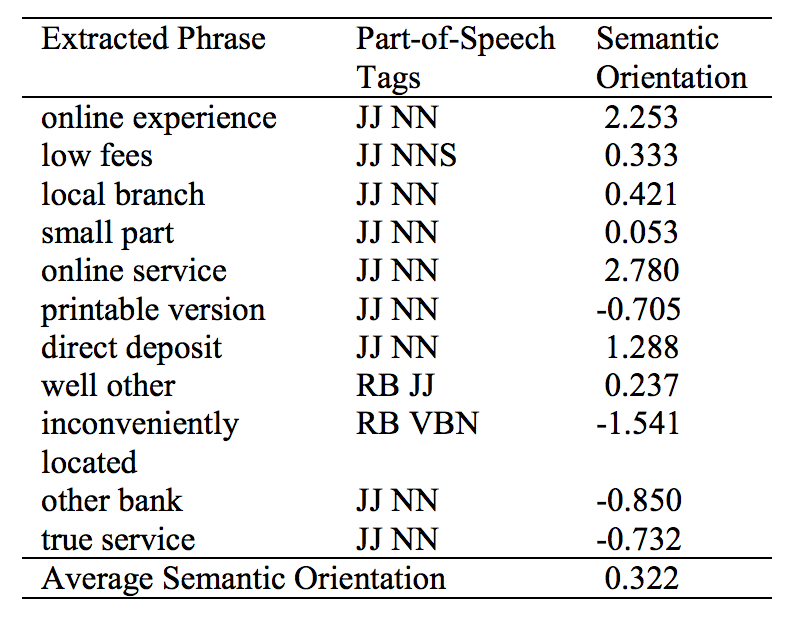 Extracted Phrase Part-of-Speech Semantic
Tags Orientation
online experience JJ NN 2.253
low fees JJ NNS 0.333
local branch JJ NN 0.421
small part JJ NN 0.053
online service JJ NN 2.780
printable version JJ NN -0.705
direct deposit JJ NN 1.288
well other RB JJ 0.237
inconveniently RB VBN -1.541
located
other bank JJ NN -0.850
true service JJ NN -0.732
Average Semantic Orientation 0.322